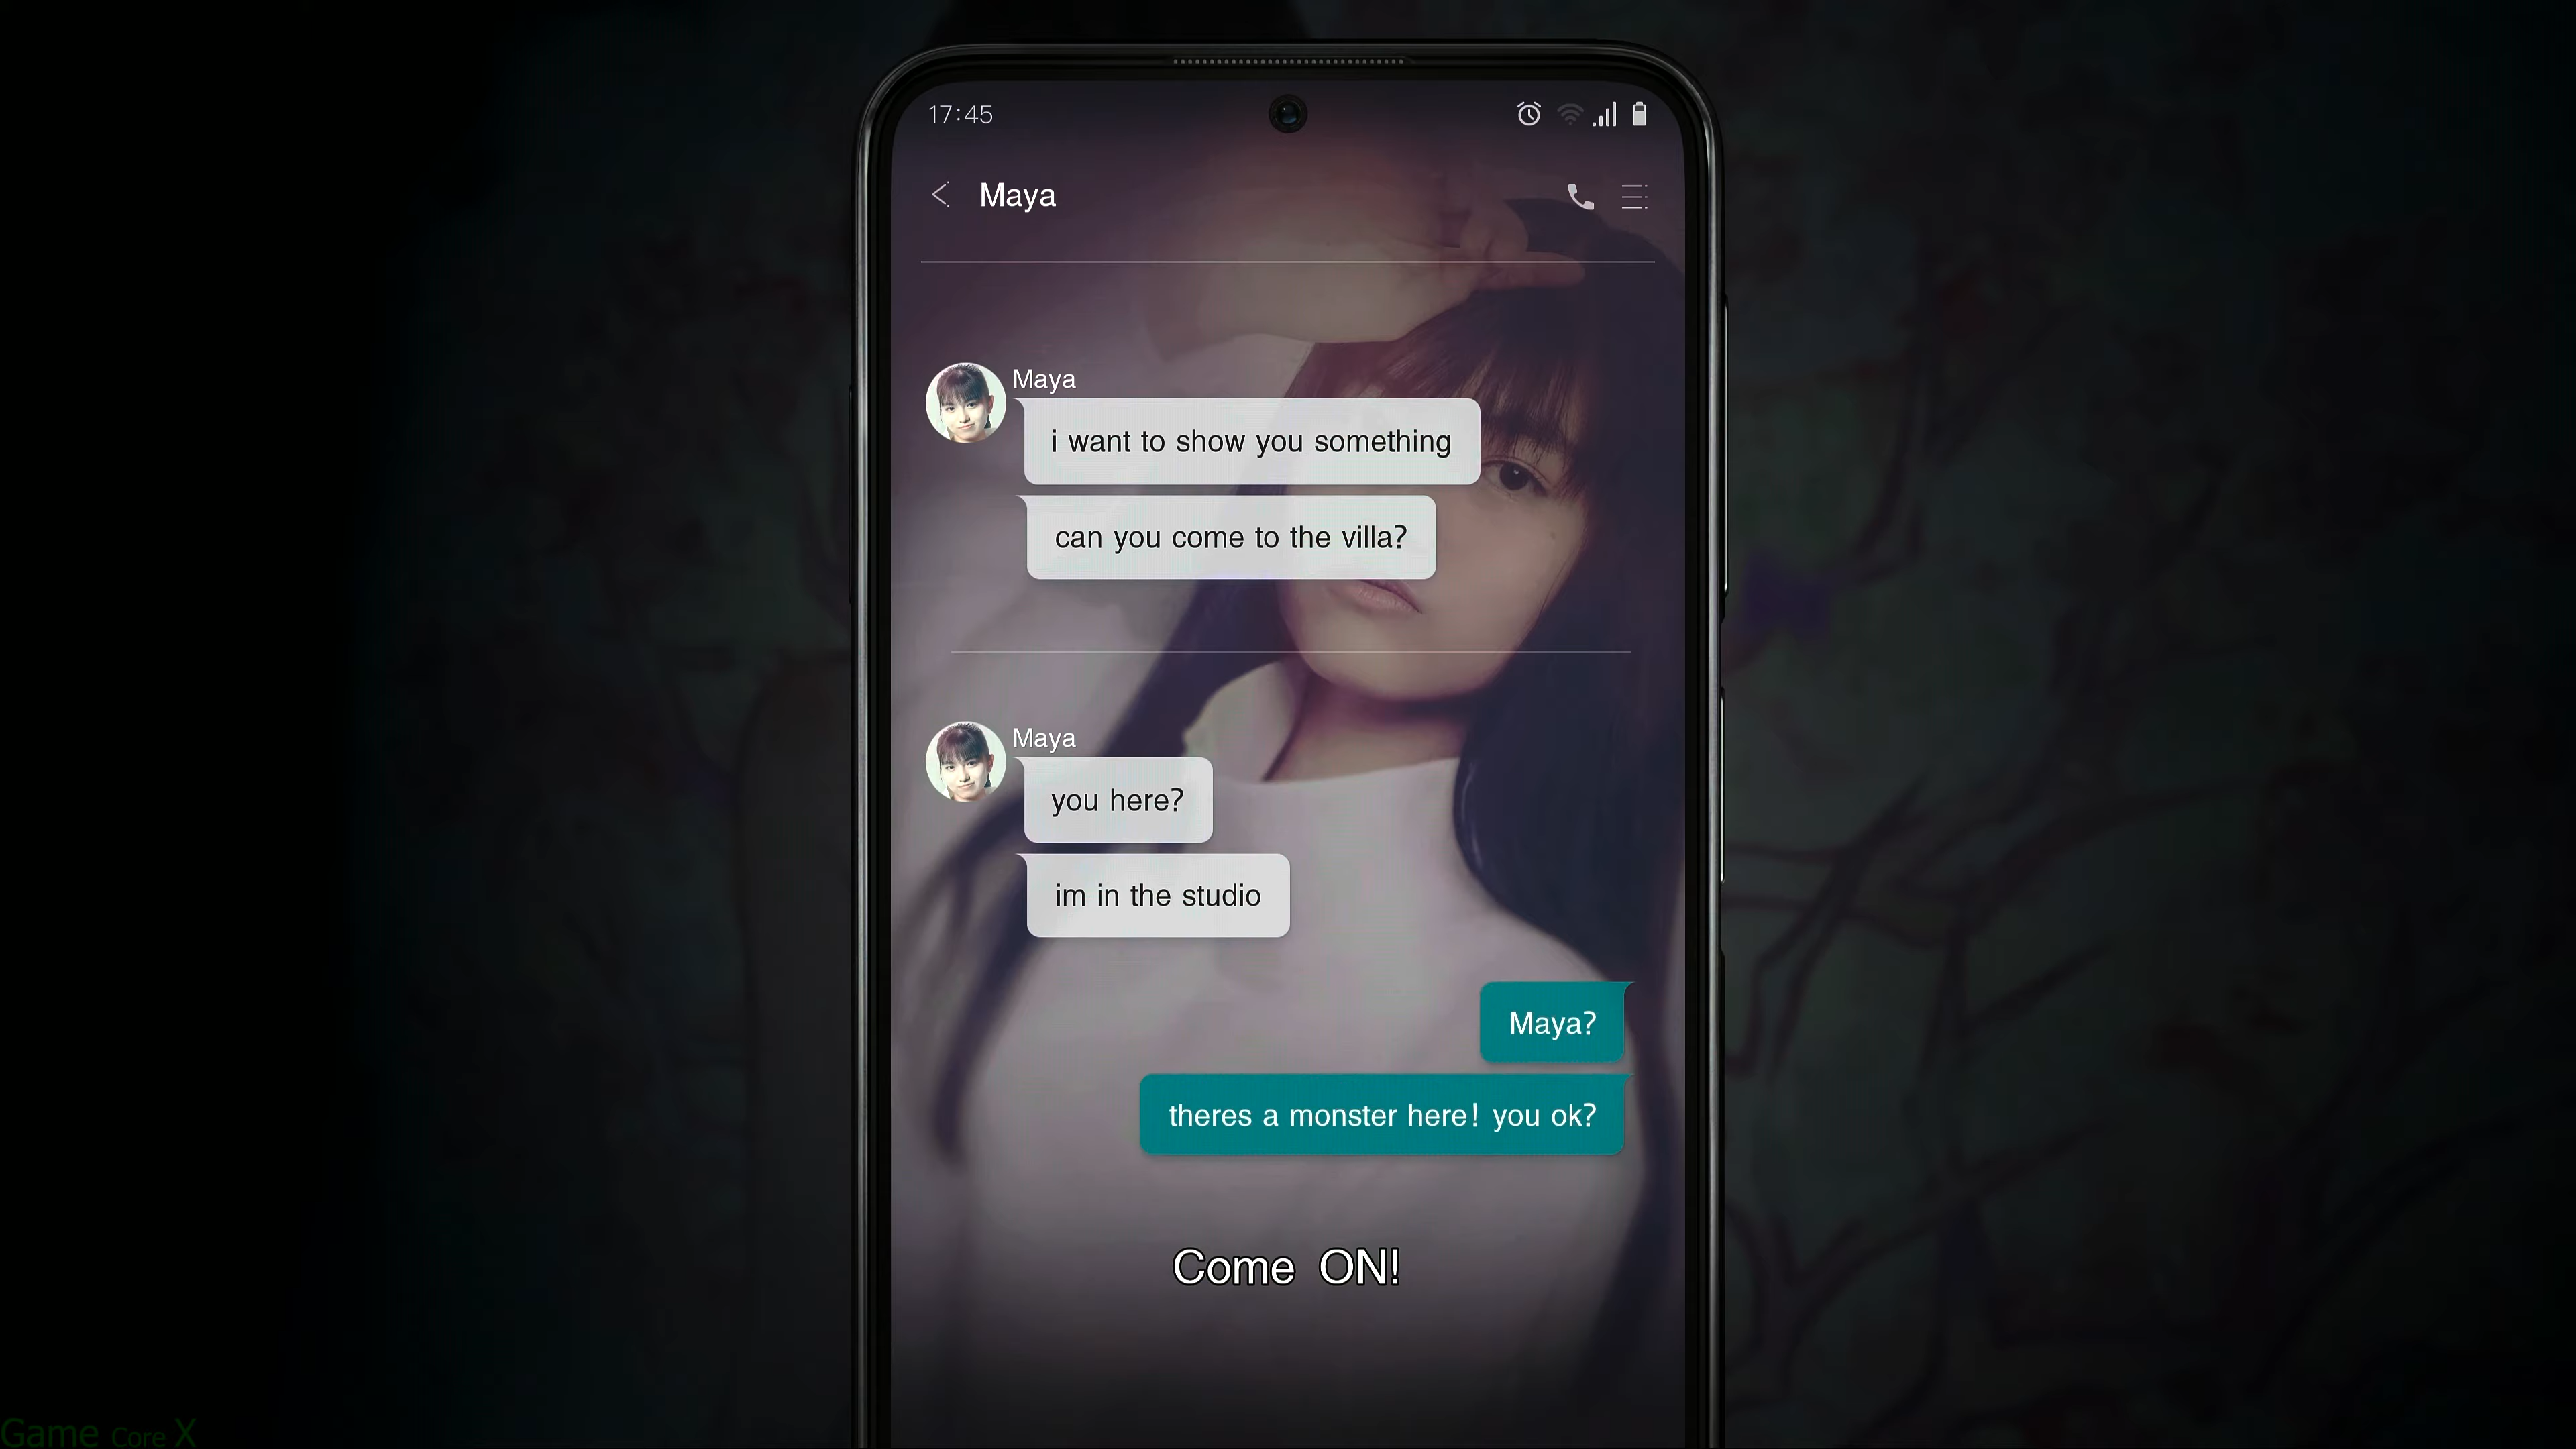 17:45
Maya
Maya
i want to show you something
can you come to the villa?
Maya
you here?
im in the studio
Maya?
theres a monster here! you ok?
Come ON!
Game Core X